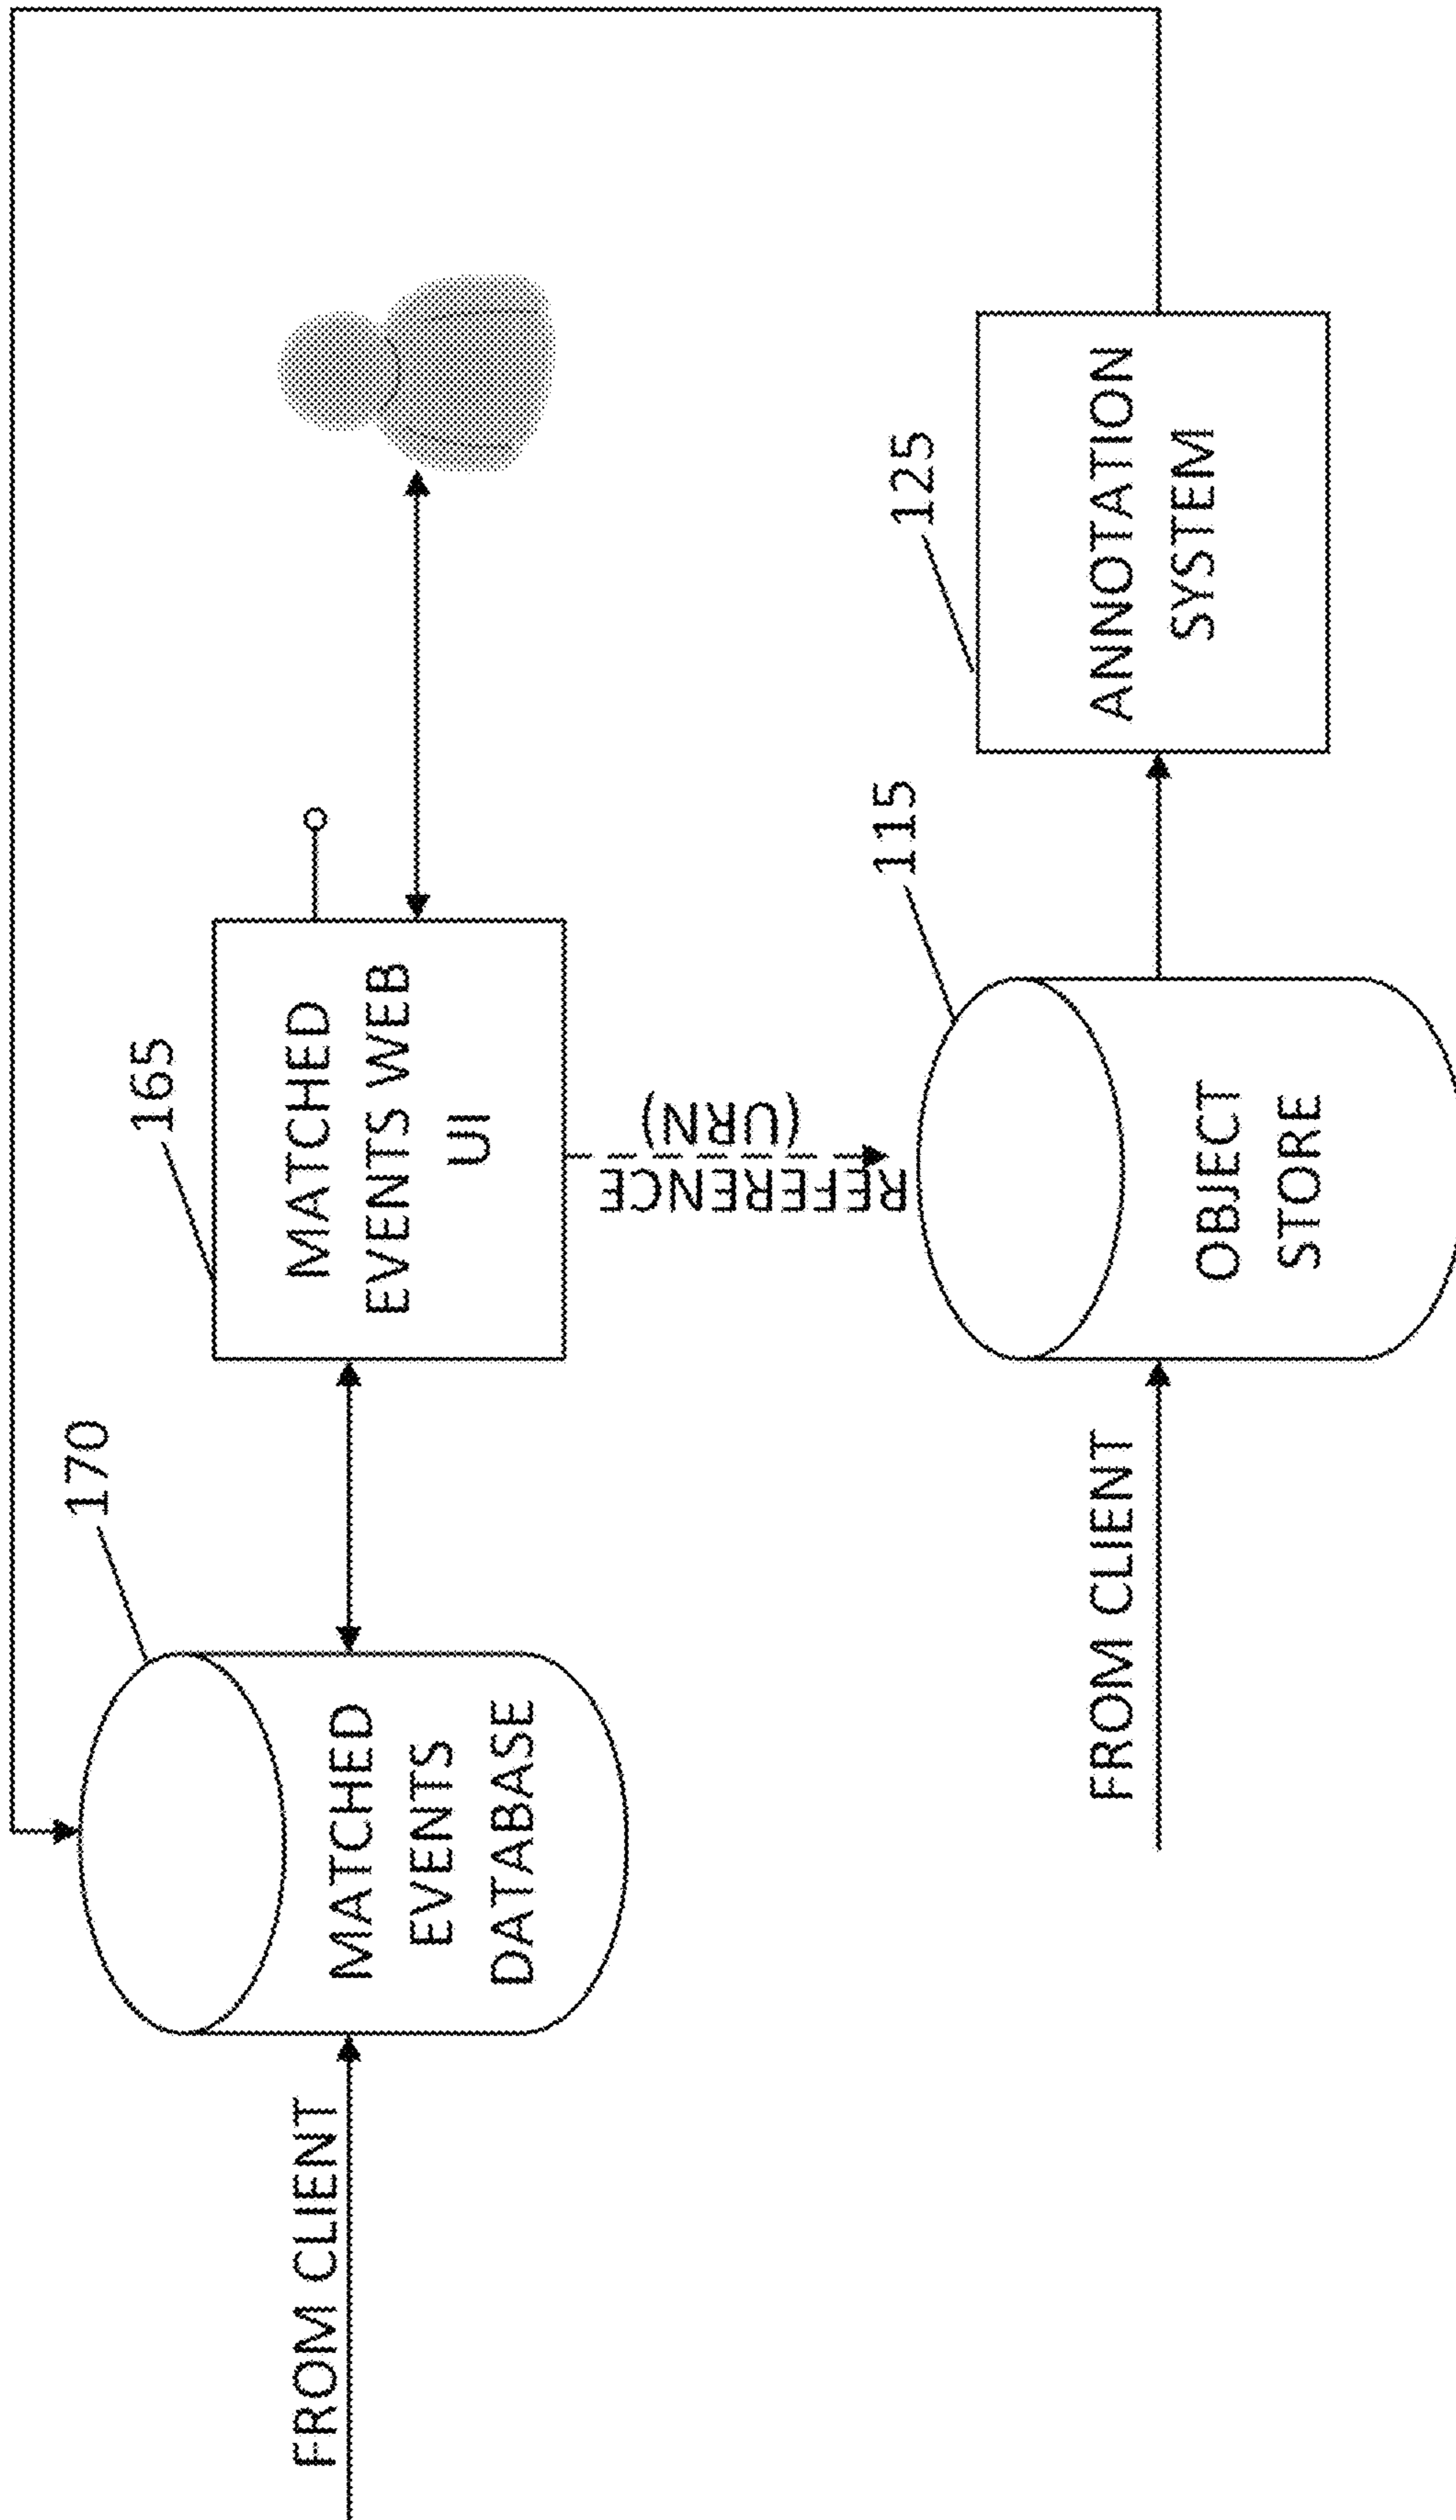 FROM CLIENT
170
MATCHED
EVENTS
DATABASE
165
MATCHED
EVENTS WEB
UI
REFERENCE
(URN)
FROM CLIENT
115
OBJECT
STORE
125
ANNOTATION
SYSTEM